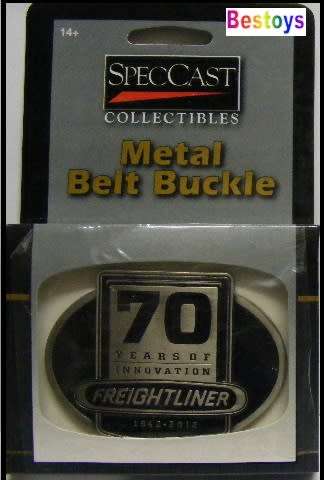 Bestoys
14+
SPECCAST
COLLECTIBLES
Metal
Belt Buckle
70
YEARS OF
INNOVATION
FREIGHTLINER
1942-2012